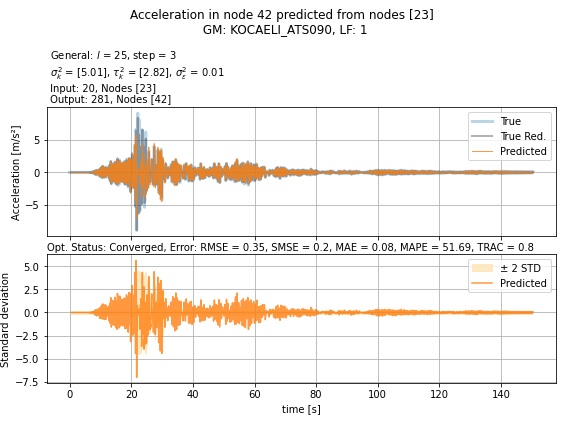 Acceleration in node 42 predicted from nodes [23]
GM: KOCAELI_ATS090, LF: 1
General: l = 25, step = 3
σ²ₖ = [5.01], τ²ₖ = [2.82], σ²ε = 0.01
Input: 20, Nodes [23]
Output: 281, Nodes [42]
Acceleration [m/s²]
5
0
−5
True
True Red.
Predicted
Opt. Status: Converged, Error: RMSE = 0.35, SMSE = 0.2, MAE = 0.08, MAPE = 51.69, TRAC = 0.8
Standard deviation
5.0
2.5
0.0
−2.5
−5.0
−7.5
± 2 STD
Predicted
0 20 40 60 80 100 120 140
time [s]